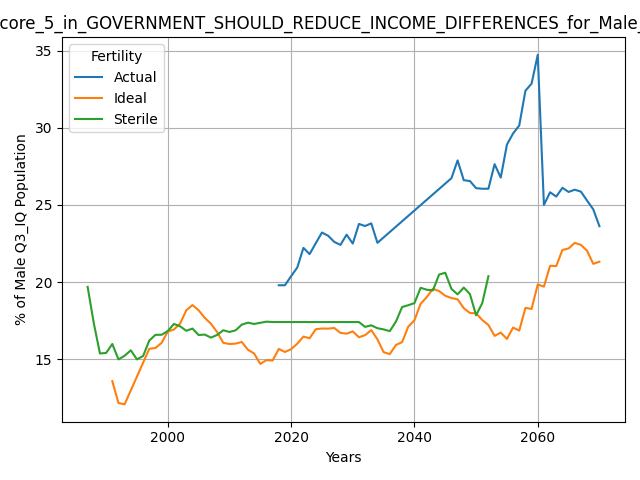 core_5_in_GOVERNMENT_SHOULD_REDUCE_INCOME_DIFFERENCES_for_Male_
35
30
25
20
15
Fertility
Actual
Ideal
Sterile
% of Male Q3_IQ Population
2000
2020
2040
2060
Years